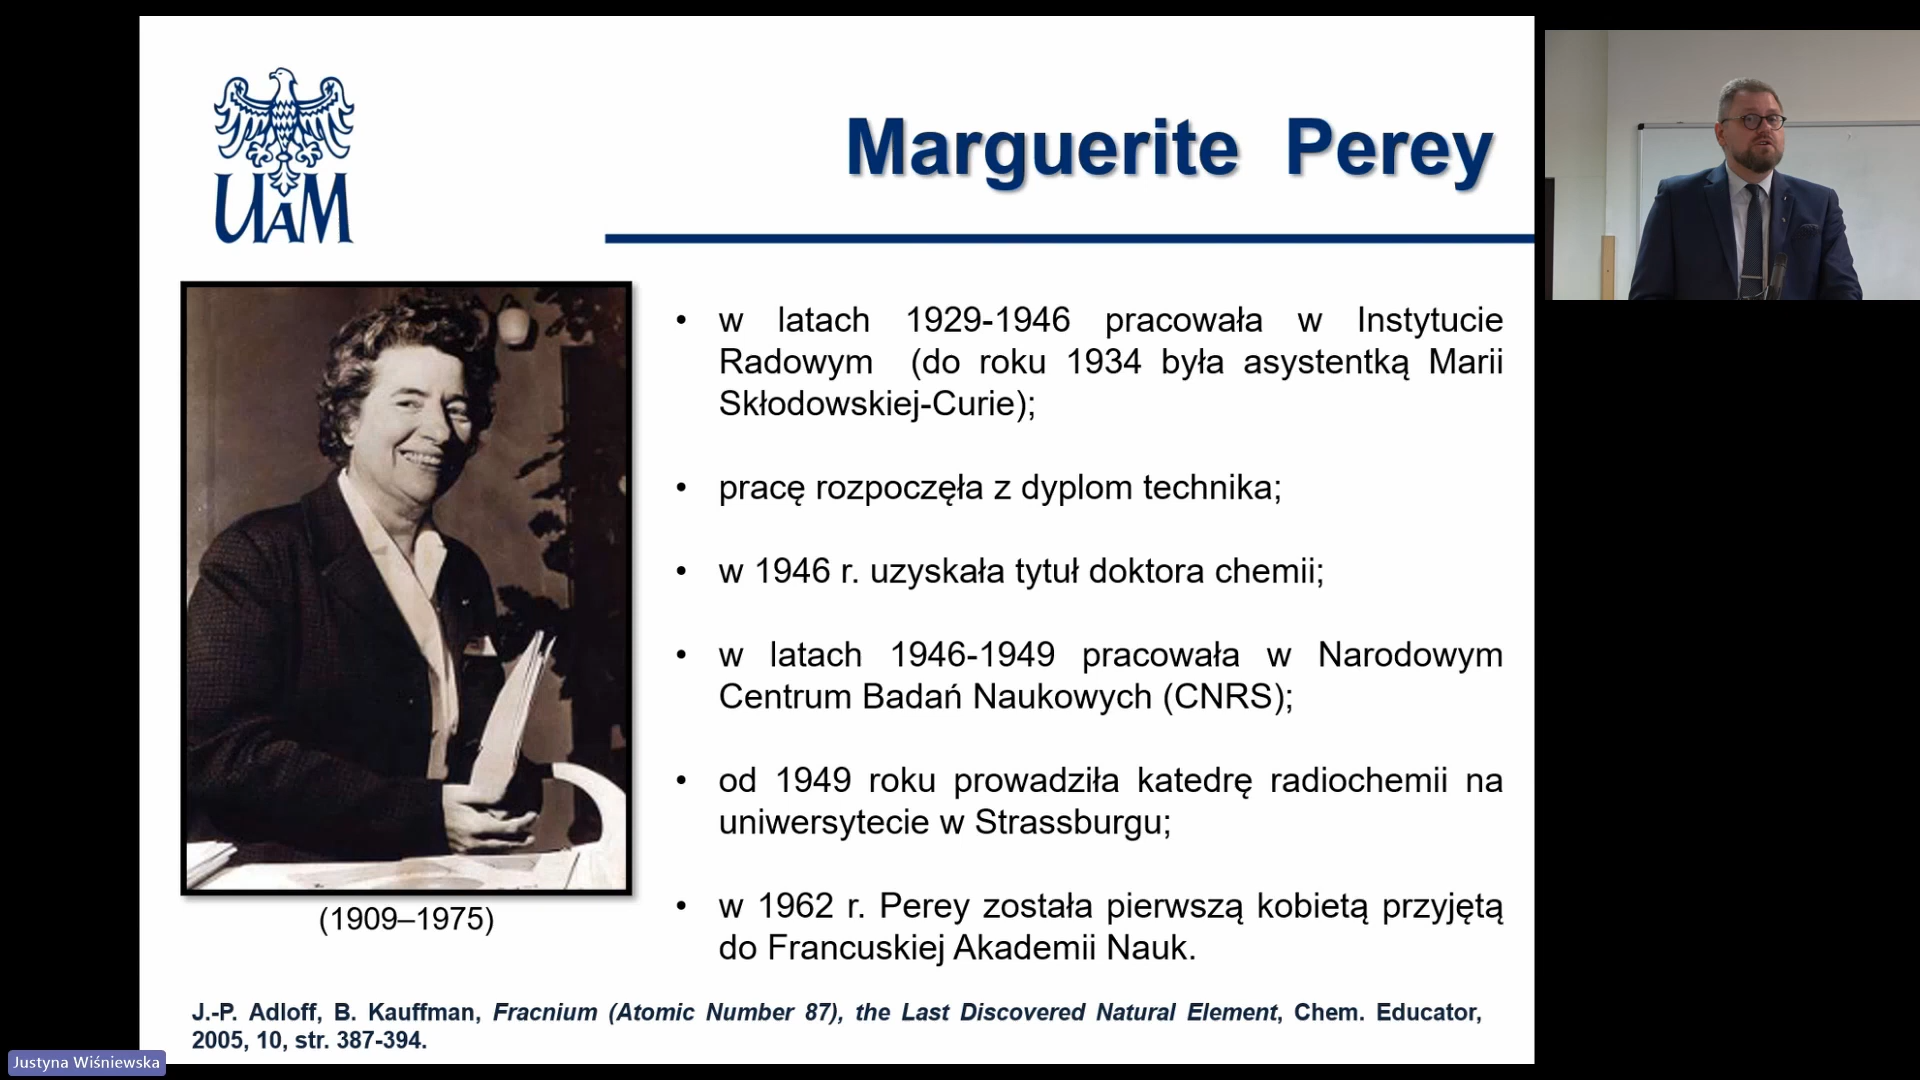 UAM
Marguerite Perey
• w latach 1929-1946 pracowała w Instytucie
Radowym (do roku 1934 była asystentką Marii
Skłodowskiej-Curie);
• pracę rozpoczęła z dyplom technika;
• w 1946 r. uzyskała tytuł doktora chemii;
• w latach 1946-1949 pracowała w Narodowym
Centrum Badań Naukowych (CNRS);
• od 1949 roku prowadziła katedrę radiochemii na
uniwersytecie w Strassburgu;
• w 1962 r. Perey została pierwszą kobietą przyjętą
do Francuskiej Akademii Nauk.
(1909–1975)
J.-P. Adloff, B. Kauffman, Fracnium (Atomic Number 87), the Last Discovered Natural Element, Chem. Educator,
2005, 10, str. 387-394.
Justyna Wiśniewska